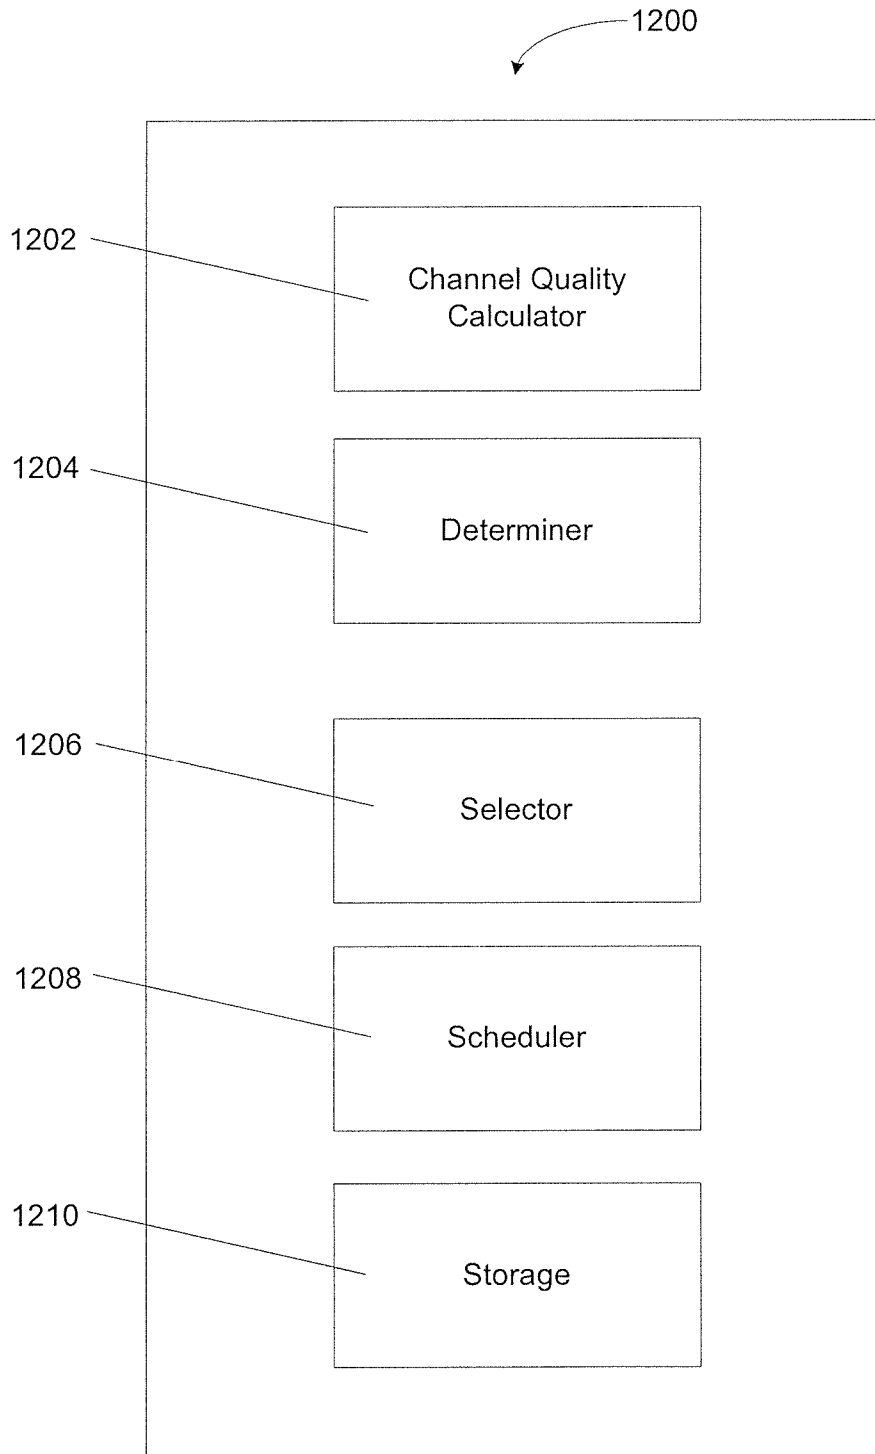 1200
1202
Channel Quality
Calculator
1204
Determiner
1206
Selector
1208
Scheduler
1210
Storage